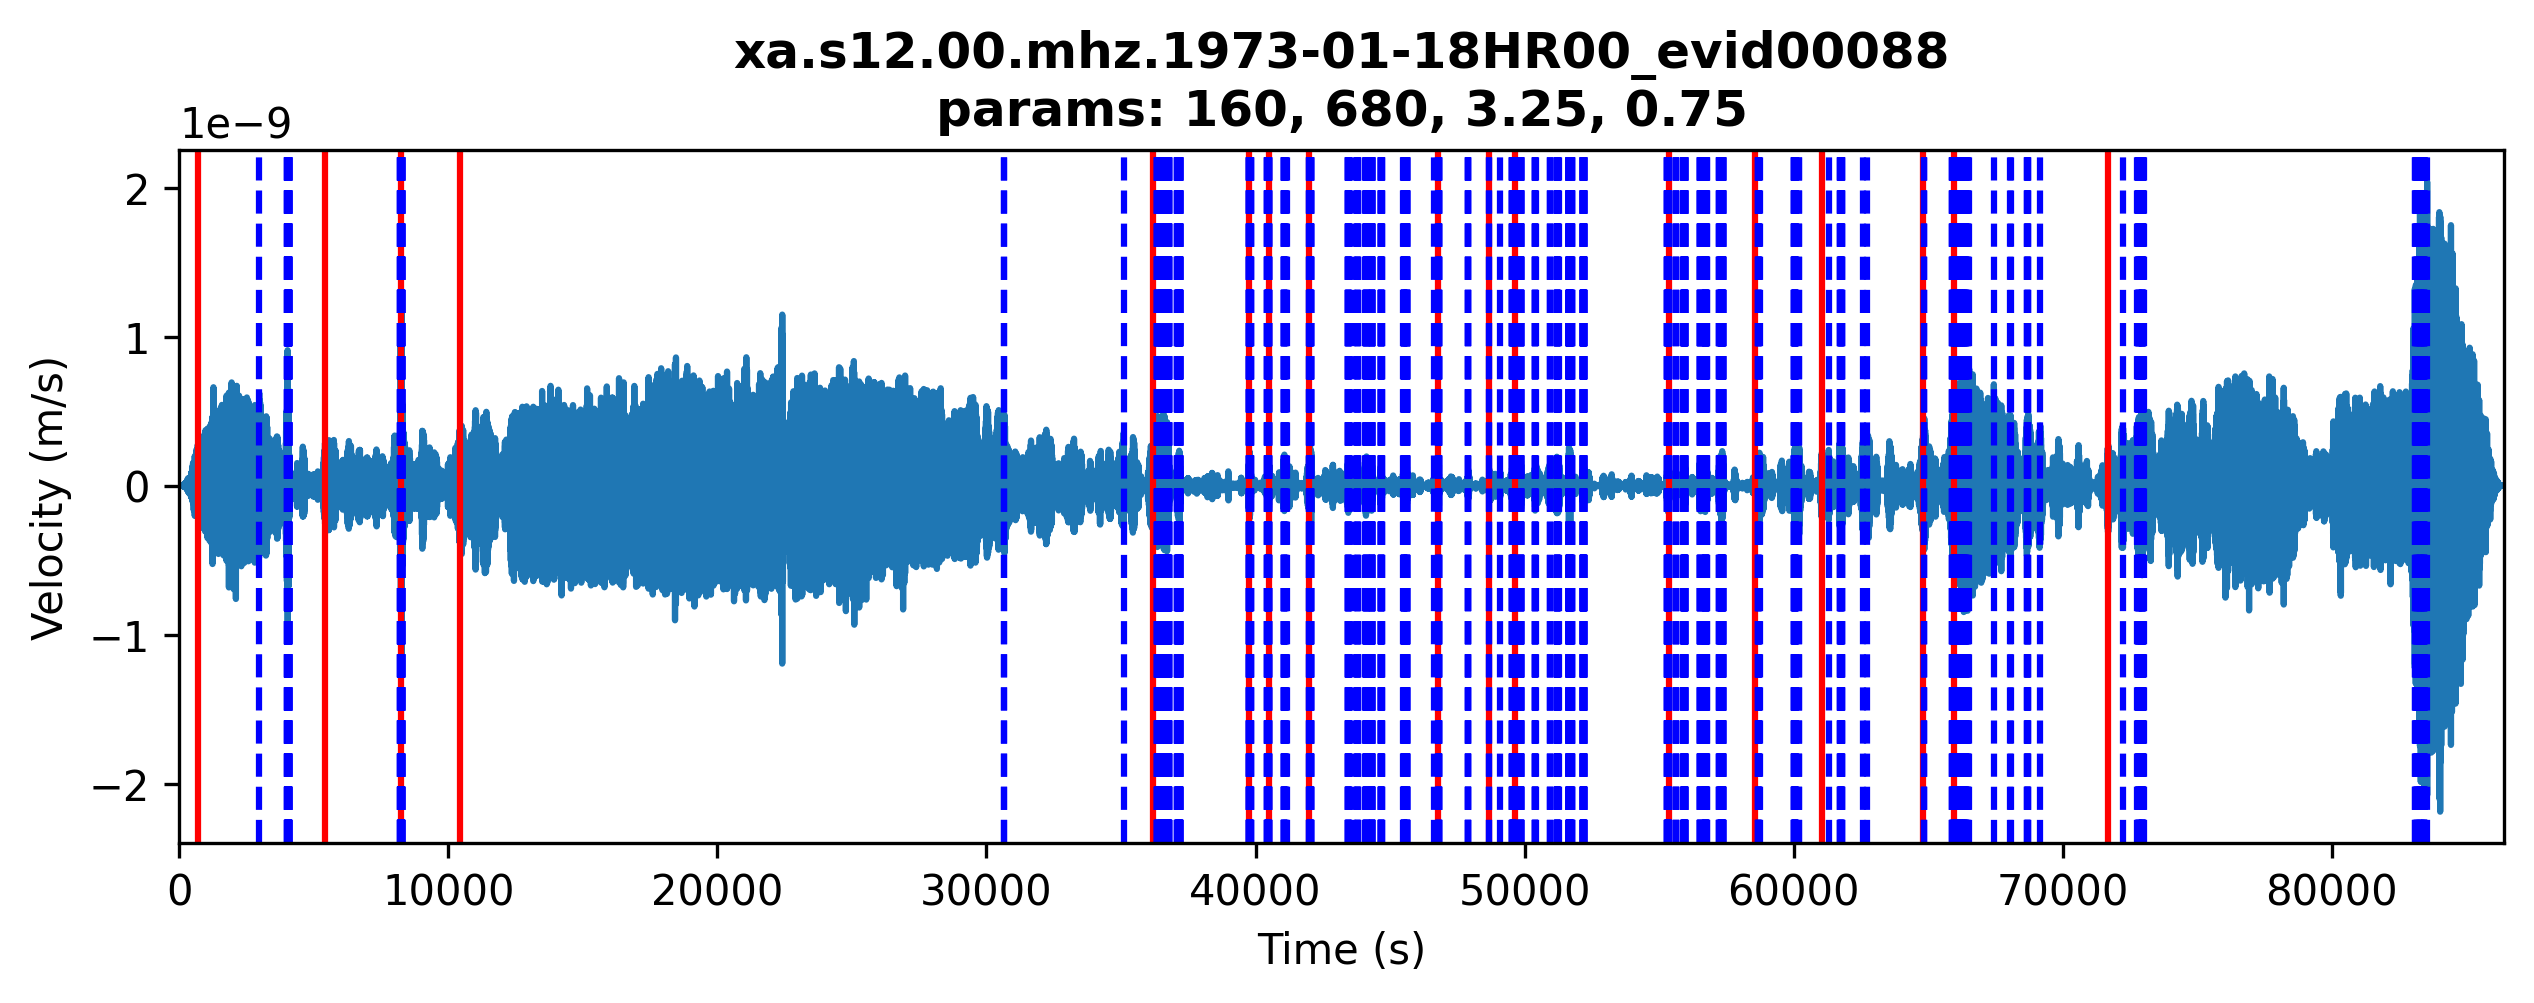 xa.s12.00.mhz.1973-01-18HR00_evid00088
params: 160, 680, 3.25, 0.75
1e−9
2
1
0
−1
−2
Velocity (m/s)
0 10000 20000 30000 40000 50000 60000 70000 80000
Time (s)